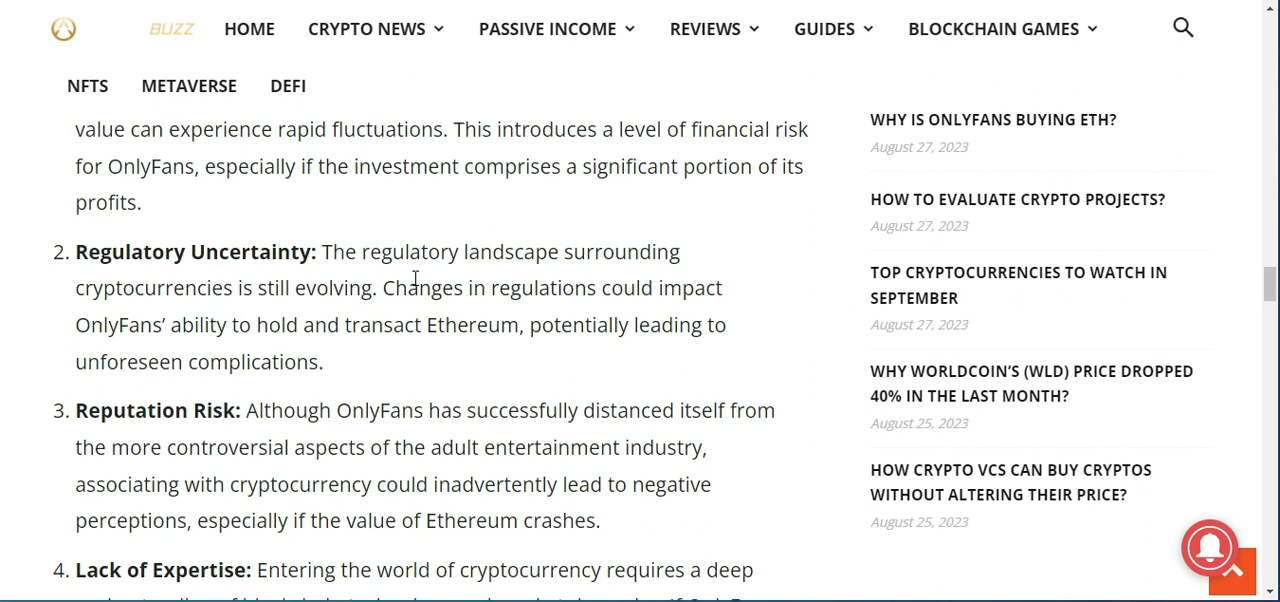 BUZZ
HOME
CRYPTO NEWS
PASSIVE INCOME
REVIEWS
GUIDES
BLOCKCHAIN GAMES
NFTS
METAVERSE
DEFI
value can experience rapid fluctuations. This introduces a level of financial risk
for OnlyFans, especially if the investment comprises a significant portion of its
profits.
2. Regulatory Uncertainty: The regulatory landscape surrounding
cryptocurrencies is still evolving. Changes in regulations could impact
OnlyFans’ ability to hold and transact Ethereum, potentially leading to
unforeseen complications.
3. Reputation Risk: Although OnlyFans has successfully distanced itself from
the more controversial aspects of the adult entertainment industry,
associating with cryptocurrency could inadvertently lead to negative
perceptions, especially if the value of Ethereum crashes.
4. Lack of Expertise: Entering the world of cryptocurrency requires a deep
WHY IS ONLYFANS BUYING ETH?
August 27, 2023
HOW TO EVALUATE CRYPTO PROJECTS?
August 27, 2023
TOP CRYPTOCURRENCIES TO WATCH IN
SEPTEMBER
August 27, 2023
WHY WORLDCOIN’S (WLD) PRICE DROPPED
40% IN THE LAST MONTH?
August 25, 2023
HOW CRYPTO VCS CAN BUY CRYPTOS
WITHOUT ALTERING THEIR PRICE?
August 25, 2023